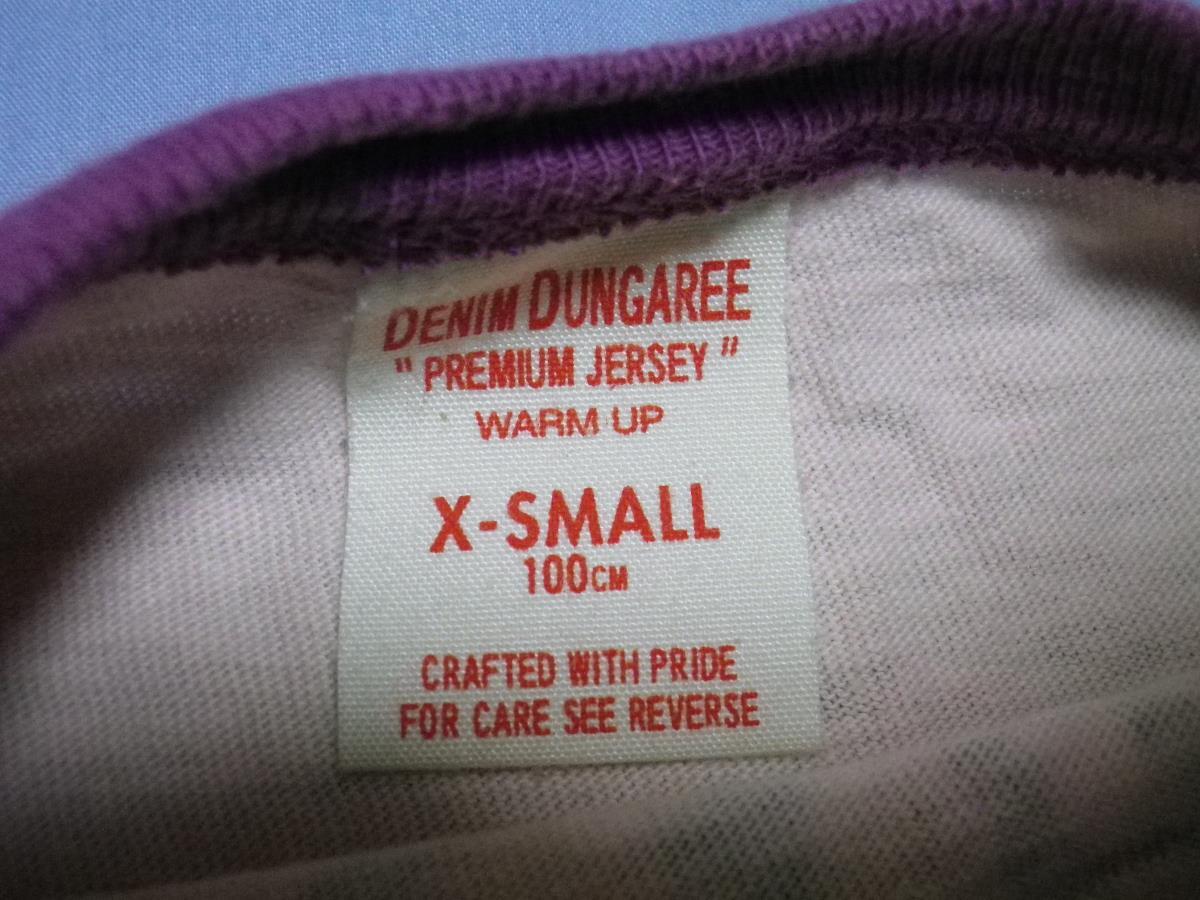 DENIM DUNGAREE
" PREMIUM JERSEY "
WARM UP
X-SMALL
100CM
CRAFTED WITH PRIDE
FOR CARE SEE REVERSE